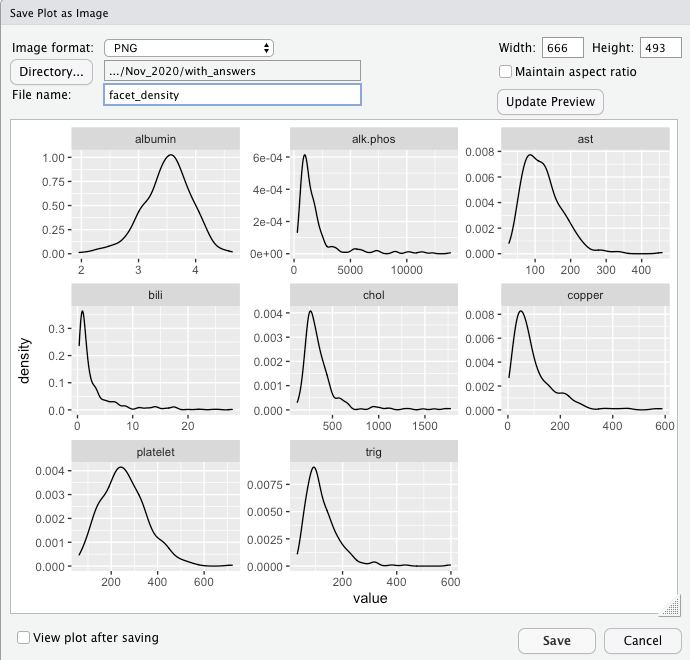 Save Plot as Image
Image format: PNG Width: 666 Height: 493
Directory... .../Nov_2020/with_answers Maintain aspect ratio
File name: facet_density Update Preview
albumin alk.phos ast
1.00 0.75 0.50 0.25 0.00
2 3 4
6e-04 4e-04 2e-04 0e+00
0 5000 10000
0.008 0.006 0.004 0.002 0.000
100 200 300 400
bili chol copper
density
0.3 0.2 0.1 0.0
0 10 20
0.004 0.003 0.002 0.001 0.000
500 1000 1500
0.008 0.006 0.004 0.002 0.000
0 200 400 600
platelet trig
0.004 0.003 0.002 0.001 0.000
200 400 600
0.0075 0.0050 0.0025 0.000
200 400 600
value
View plot after saving Save Cancel